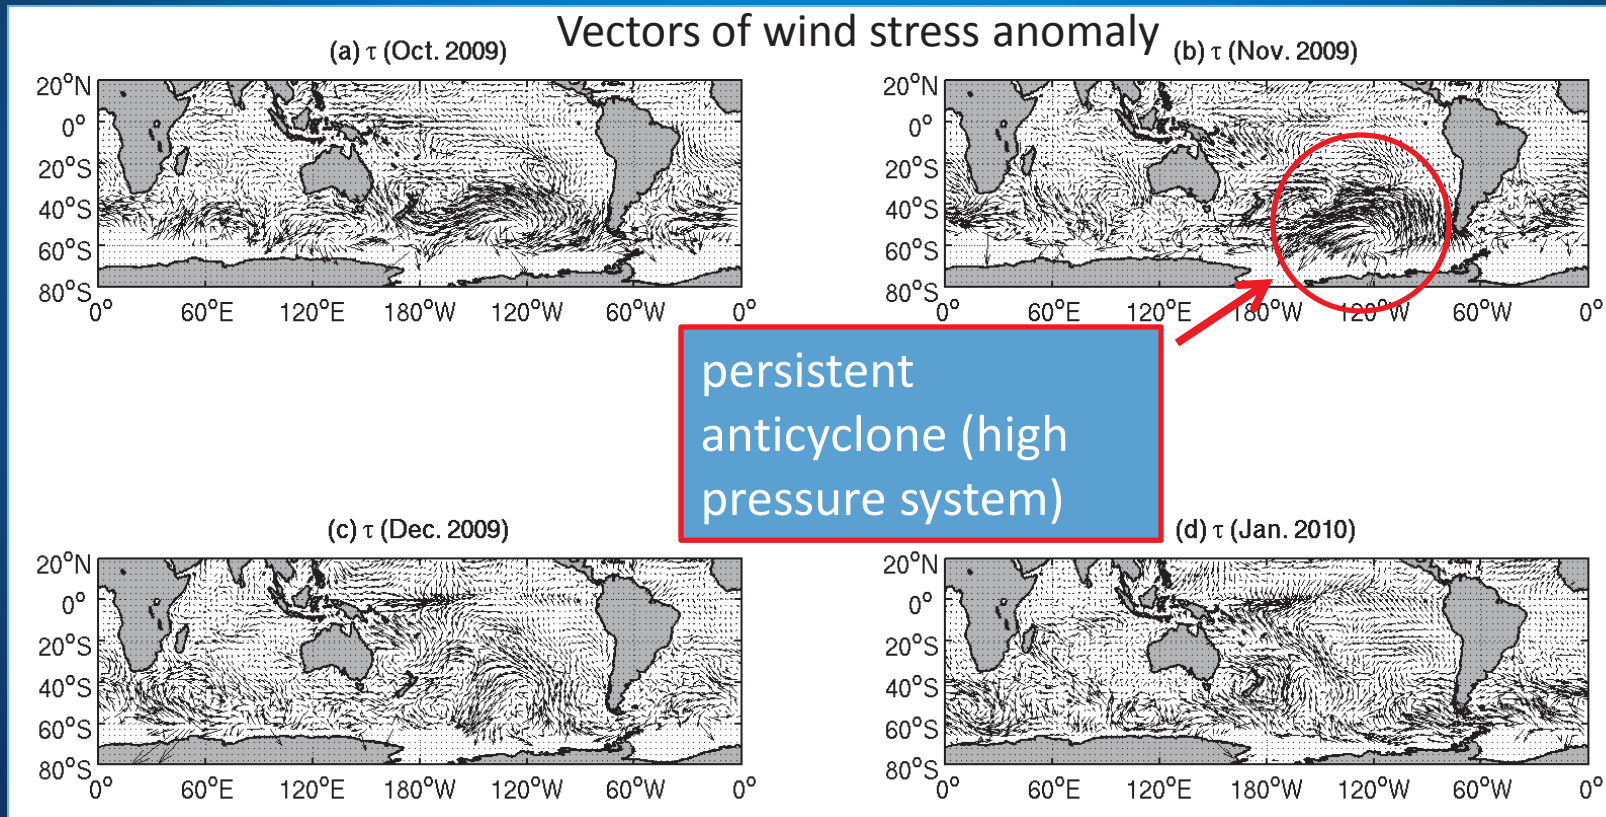 Vectors of wind stress anomaly
(a) τ (Oct. 2009)
20°N
0°
20°S
40°S
60°S
80°S
0° 60°E 120°E 180°W 120°W 60°W 0°
(b) τ (Nov. 2009)
20°N
0°
20°S
40°S
60°S
80°S
0° 60°E 120°E 180°W 120°W 60°W 0°
persistent
anticyclone (high
pressure system)
(c) τ (Dec. 2009)
20°N
0°
20°S
40°S
60°S
80°S
0° 60°E 120°E 180°W 120°W 60°W 0°
(d) τ (Jan. 2010)
20°N
0°
20°S
40°S
60°S
80°S
0° 60°E 120°E 180°W 120°W 60°W 0°